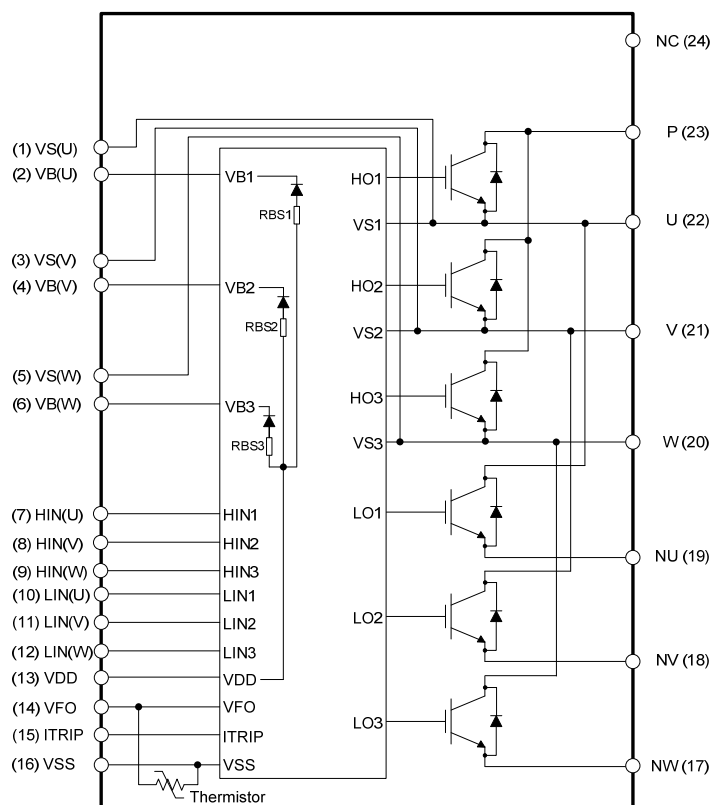 NC (24)
P (23)
(1) VS(U)
(2) VB(U)
VB1
HO1
RBS1
VS1
U (22)
(3) VS(V)
(4) VB(V)
VB2
HO2
RBS2
VS2
V (21)
(5) VS(W)
(6) VB(W)
VB3
HO3
RBS3
VS3
W (20)
(7) HIN(U)
HIN1
LO1
(8) HIN(V)
HIN2
(9) HIN(W)
HIN3
NU (19)
(10) LIN(U)
LIN1
(11) LIN(V)
LIN2
LO2
(12) LIN(W)
LIN3
NV (18)
(13) VDD
VDD
(14) VFO
VFO
LO3
(15) ITRIP
ITRIP
(16) VSS
VSS
NW (17)
Thermistor